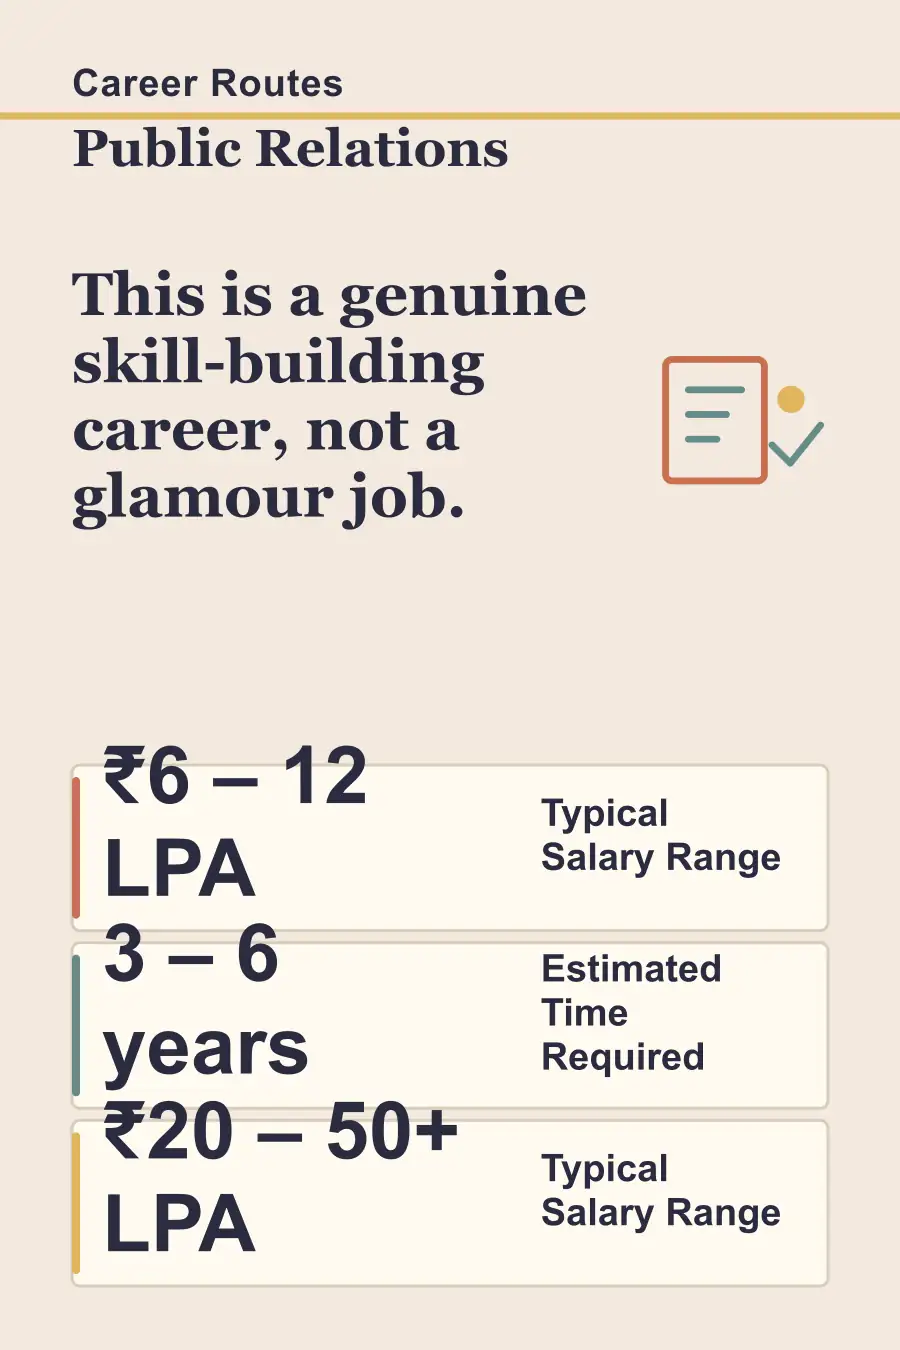 Career Routes
Public Relations
This is a genuine
skill-building
career, not a
glamour job.
₹6 – 12
LPA
Typical
Salary Range
3 – 6
years
Estimated
Time
Required
₹20 – 50+
LPA
Typical
Salary Range